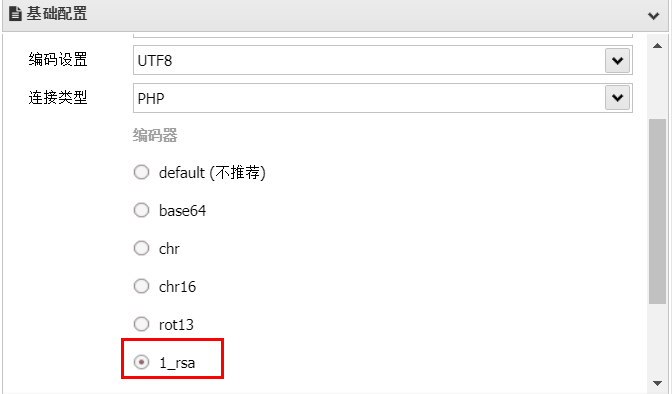 基础配置
编码设置 UTF8
连接类型 PHP
编码器
default (不推荐)
base64
chr
chr16
rot13
1_rsa